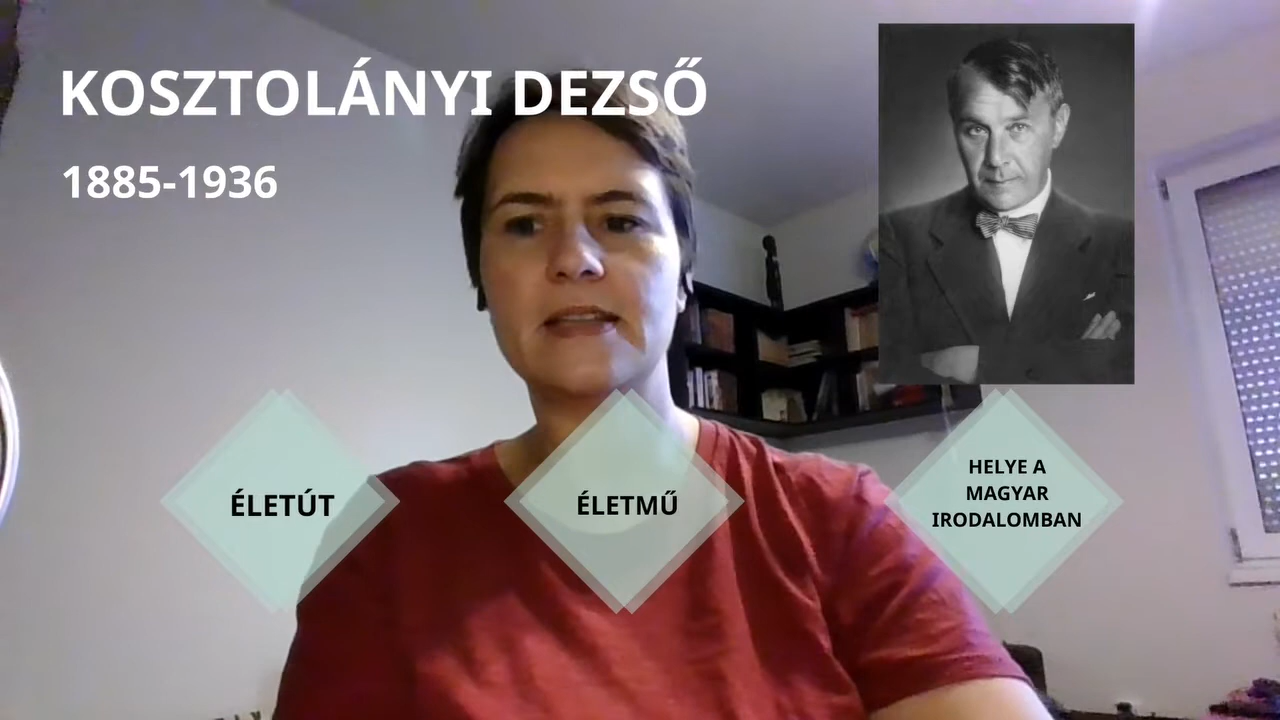 KOSZTOLÁNYI DEZSŐ
1885-1936
ÉLETÚT
ÉLETMŰ
HELYE A
MAGYAR
IRODALOMBAN